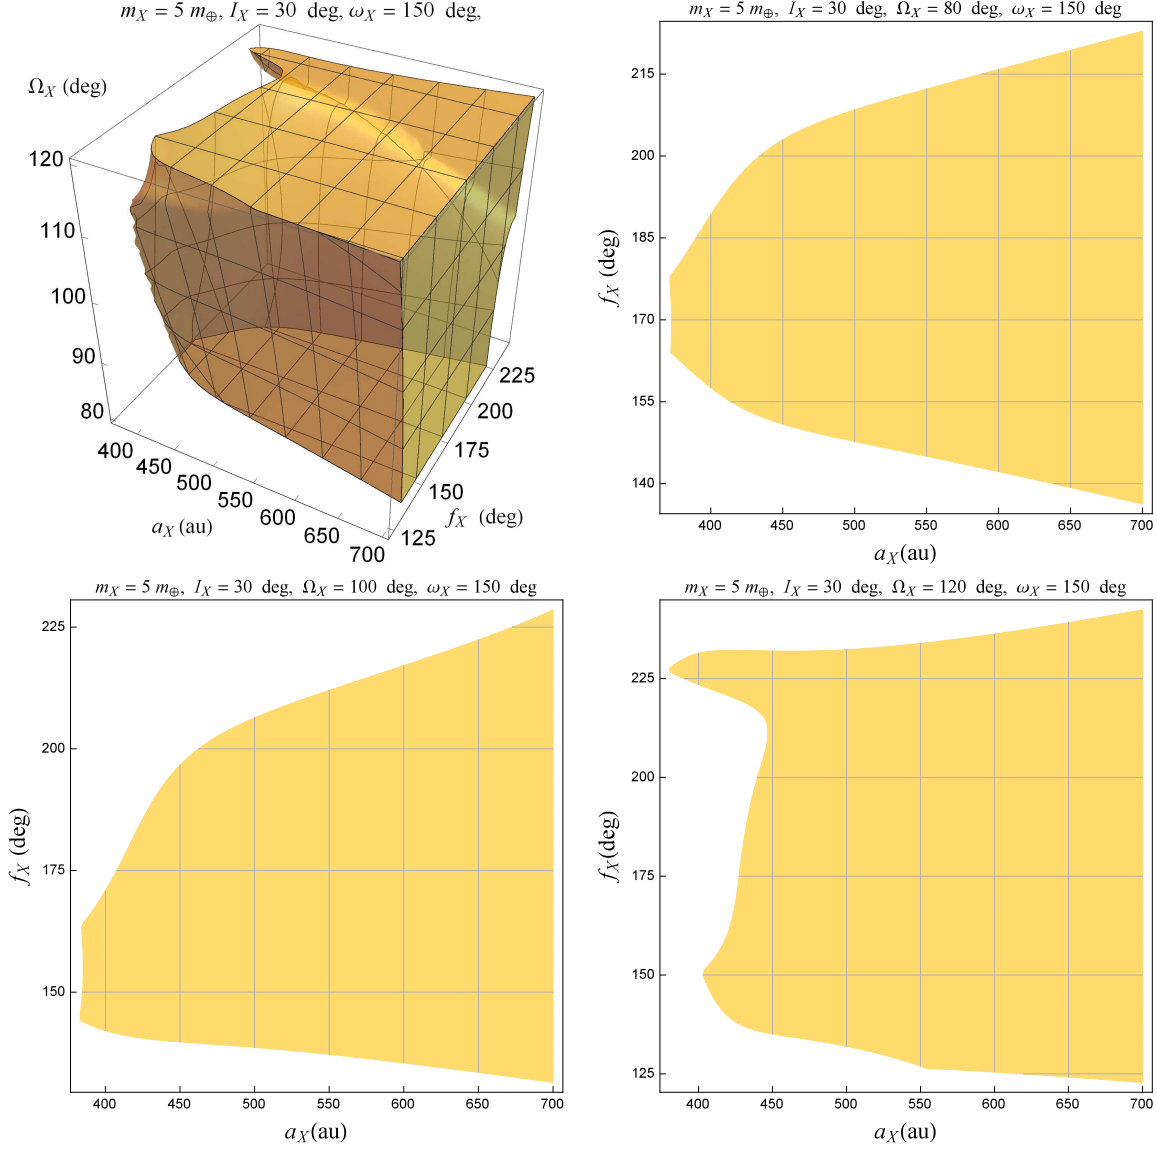 m_X = 5 m_⊕, I_X = 30 deg, ω_X = 150 deg,
Ω_X (deg)
120
110
100
90
80
400
450
500
550
600
650
700
a_X (au)
125
150
175
200
225
f_X (deg)
m_X = 5 m_⊕, I_X = 30 deg, Ω_X = 80 deg, ω_X = 150 deg
215
200
185
170
155
140
f_X (deg)
400 450 500 550 600 650 700
a_X(au)
m_X = 5 m_⊕, I_X = 30 deg, Ω_X = 100 deg, ω_X = 150 deg
225
200
175
150
f_X (deg)
400 450 500 550 600 650 700
a_X(au)
m_X = 5 m_⊕, I_X = 30 deg, Ω_X = 120 deg, ω_X = 150 deg
225
200
175
150
125
f_X(deg)
400 450 500 550 600 650 700
a_X(au)